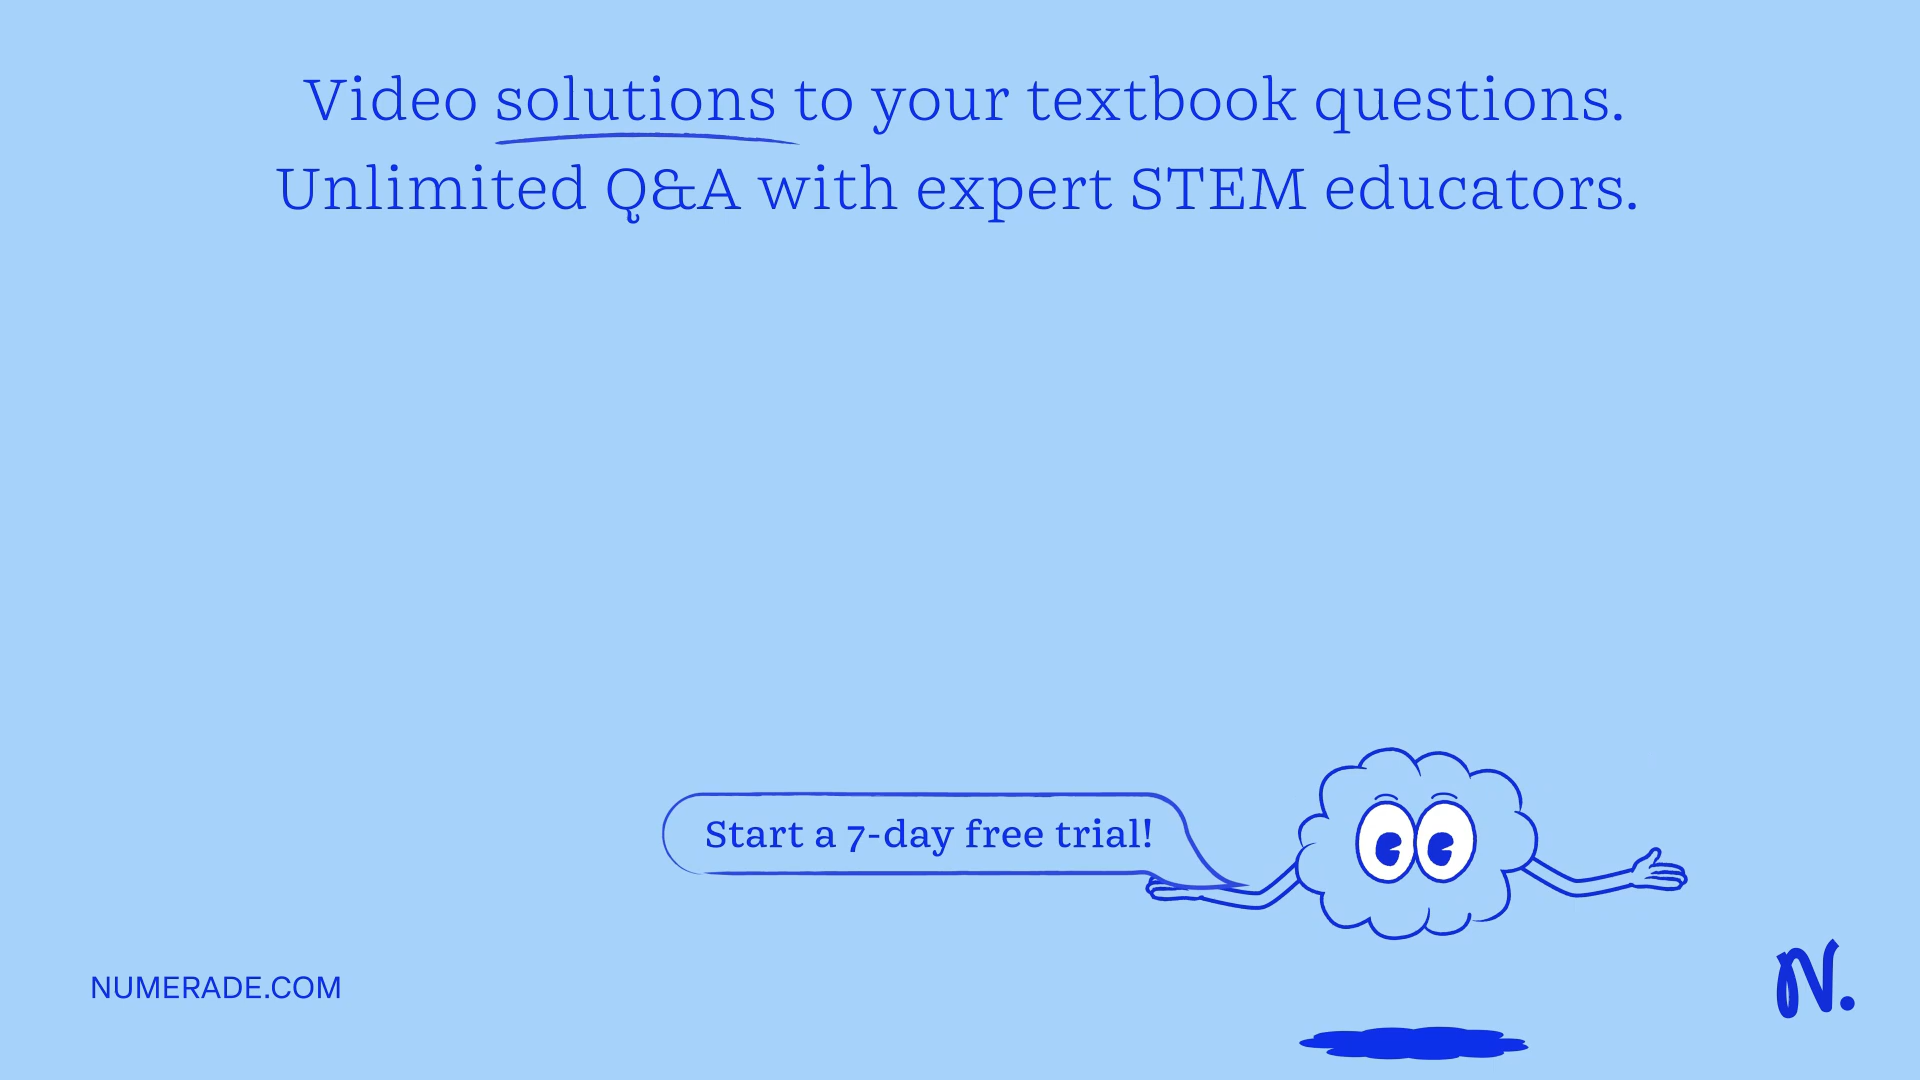 Video solutions to your textbook questions.
Unlimited Q&A with expert STEM educators.
Start a 7-day free trial!
NUMERADE.COM
N.